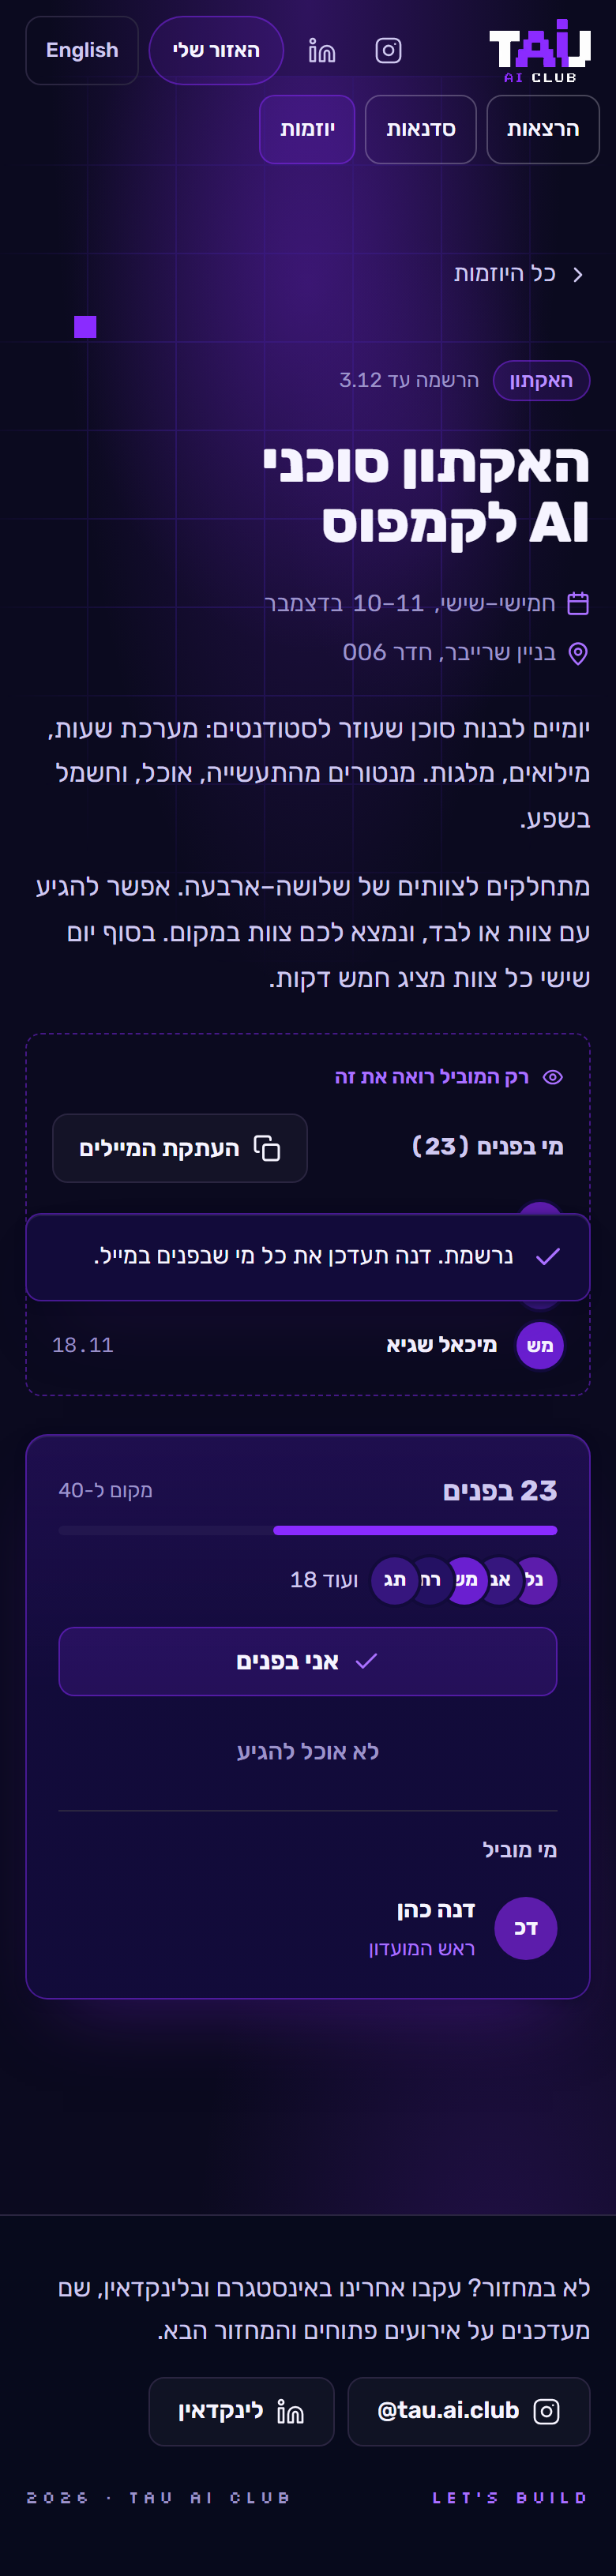 TAU
AI CLUB
האזור שלי
English
הרצאות
סדנאות
יוזמות
כל היוזמות
האקתון
הרשמה עד 3.12
האקתון סוכני
AI לקמפוס
חמישי–שישי, 10–11 בדצמבר
בניין שרייבר, חדר 006
יומיים לבנות סוכן שעוזר לסטודנטים: מערכת שעות,
מילואים, מלגות. מנטורים מהתעשייה, אוכל, וחשמל
בשפע.
מתחלקים לצוותים של שלושה–ארבעה. אפשר להגיע
עם צוות או לבד, ונמצא לכם צוות במקום. בסוף יום
שישי כל צוות מציג חמש דקות.
רק המוביל רואה את זה
מי בפנים (23)
העתקת המיילים
נרשמת. דנה תעדכן את כל מי שבפנים במייל.
מש
מיכאל שגיא
18.11
23 בפנים
מקום ל-40
נל
אג
מש
רח
תג
ועוד 18
אני בפנים
לא אוכל להגיע
מי מוביל
דכ
דנה כהן
ראש המועדון
לא במחזור? עקבו אחרינו באינסטגרם ובלינקדאין, שם
מעדכנים על אירועים פתוחים והמחזור הבא.
@tau.ai.club
לינקדאין
LET'S BUILD
2026 · TAU AI CLUB